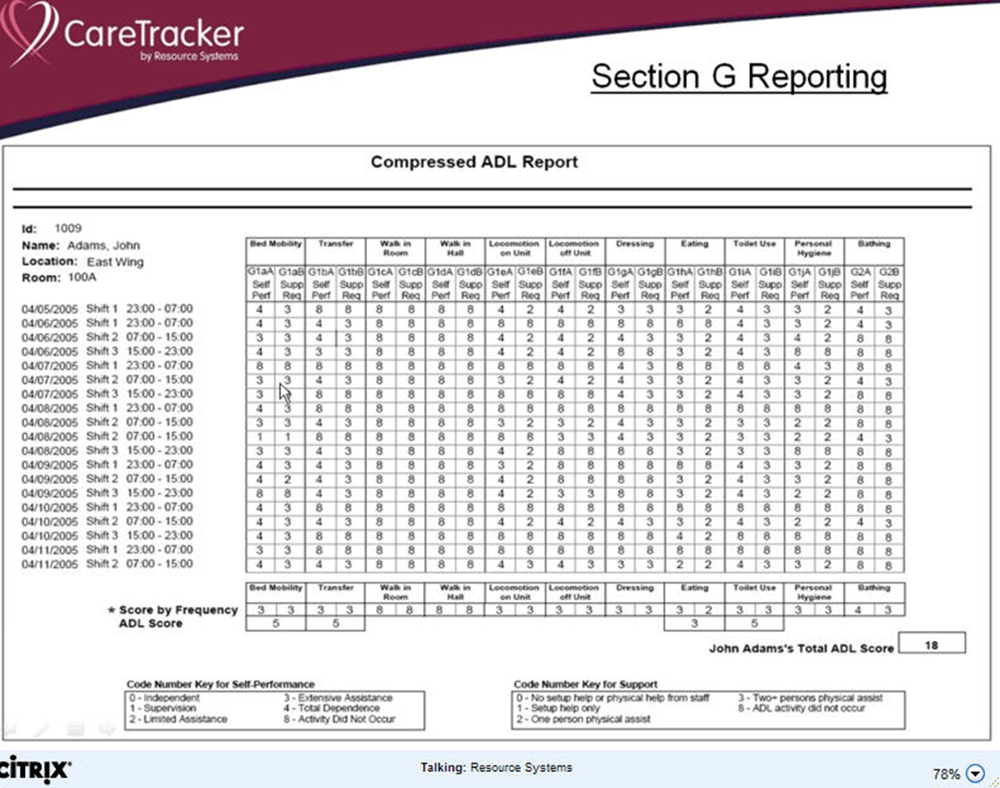 CareTracker
by Resource Systems
Section G Reporting
Compressed ADL Report
Id: 1009
Name: Adams, John
Location: East Wing
Room: 100A
Bed Mobility Transfer Walk in Room Walk in Hall Locomotion on Unit Locomotion off Unit Dressing Eating Toilet Use Personal Hygiene Bathing
G1aA G1aB G1bA G1bB G1cA G1cB G1dA G1dB G1eA G1eB G1fA G1fB G1gA G1gB G1hA G1hB G1iA G1iB G1jA G1jB G2A G2B
Self Supp Self Supp Self Supp Self Supp Self Supp Self Supp Self Supp Self Supp Self Supp Self Supp Self Supp
Perf Req Perf Req Perf Req Perf Req Perf Req Perf Req Perf Req Perf Req Perf Req Perf Req Perf Req
04/05/2005 Shift 1 23:00 - 07:00 4 3 8 8 8 8 8 8 4 2 4 2 3 3 3 2 4 3 3 2 4 3
04/06/2005 Shift 1 23:00 - 07:00 4 3 4 3 8 8 8 8 8 8 8 8 8 8 8 8 4 3 3 2 4 3
04/06/2005 Shift 2 07:00 - 15:00 3 3 4 3 8 8 8 8 4 2 4 2 4 3 3 2 4 3 4 2 8 8
04/06/2005 Shift 3 15:00 - 23:00 4 3 3 3 8 8 8 8 4 2 4 2 8 8 3 2 4 3 8 8 8 8
04/07/2005 Shift 1 23:00 - 07:00 8 8 8 8 8 8 8 8 8 8 8 8 4 3 8 8 8 8 4 3 8 8
04/07/2005 Shift 2 07:00 - 15:00 3 3 4 3 8 8 8 8 3 2 4 2 4 3 3 2 4 3 3 2 4 3
04/07/2005 Shift 3 15:00 - 23:00 3 8 8 8 8 8 8 8 8 8 8 4 3 3 2 4 3 3 2 8 8
04/08/2005 Shift 1 23:00 - 07:00 4 3 8 8 8 8 8 8 8 8 8 8 8 8 8 8 8 8 8 8 8 8
04/08/2005 Shift 2 07:00 - 15:00 3 3 4 3 8 8 8 8 3 2 3 2 4 3 3 2 3 3 2 2 8 8
04/08/2005 Shift 2 07:00 - 15:00 1 1 8 8 8 8 8 8 8 8 3 3 4 3 3 2 3 3 2 2 4 3
04/08/2005 Shift 3 15:00 - 23:00 3 3 4 3 8 8 8 8 4 2 8 8 8 8 3 2 3 3 8 8 8 8
04/09/2005 Shift 1 23:00 - 07:00 4 3 4 3 8 8 8 8 3 2 8 8 8 8 8 8 4 3 3 2 8 8
04/09/2005 Shift 2 07:00 - 15:00 4 2 4 3 8 8 8 8 4 2 8 8 8 8 3 2 4 3 3 2 8 8
04/09/2005 Shift 3 15:00 - 23:00 8 8 4 3 8 8 8 8 4 2 3 3 8 8 3 2 4 3 2 2 8 8
04/10/2005 Shift 1 23:00 - 07:00 4 3 8 8 8 8 8 8 8 8 8 8 8 8 8 8 8 8 8 8 8 8
04/10/2005 Shift 2 07:00 - 15:00 4 3 4 3 8 8 8 8 4 2 4 2 4 3 3 2 4 3 2 2 4 3
04/10/2005 Shift 3 15:00 - 23:00 4 3 8 8 8 8 8 8 8 8 8 8 8 8 4 2 8 8 8 8 8 8
04/11/2005 Shift 1 23:00 - 07:00 3 3 8 8 8 8 8 8 8 8 8 8 8 8 8 8 8 8 8 8 8 8
04/11/2005 Shift 2 07:00 - 15:00 4 3 4 3 8 8 8 8 4 3 4 3 3 3 2 2 4 3 3 2 8 8
Bed Mobility Transfer Walk in Room Walk in Hall Locomotion on Unit Locomotion off Unit Dressing Eating Toilet Use Personal Hygiene Bathing
* Score by Frequency 3 3 3 3 8 8 8 8 3 3 3 3 3 3 3 2 3 3 3 3 4 3
ADL Score 5 5 3 5
John Adams's Total ADL Score 18
Code Number Key for Self-Performance
0 - Independent 3 - Extensive Assistance
1 - Supervision 4 - Total Dependence
2 - Limited Assistance 8 - Activity Did Not Occur
Code Number Key for Support
0 - No setup help or physical help from staff 3 - Two+ persons physical assist
1 - Setup help only 8 - ADL activity did not occur
2 - One person physical assist
CiTRIX®
Talking: Resource Systems
78%